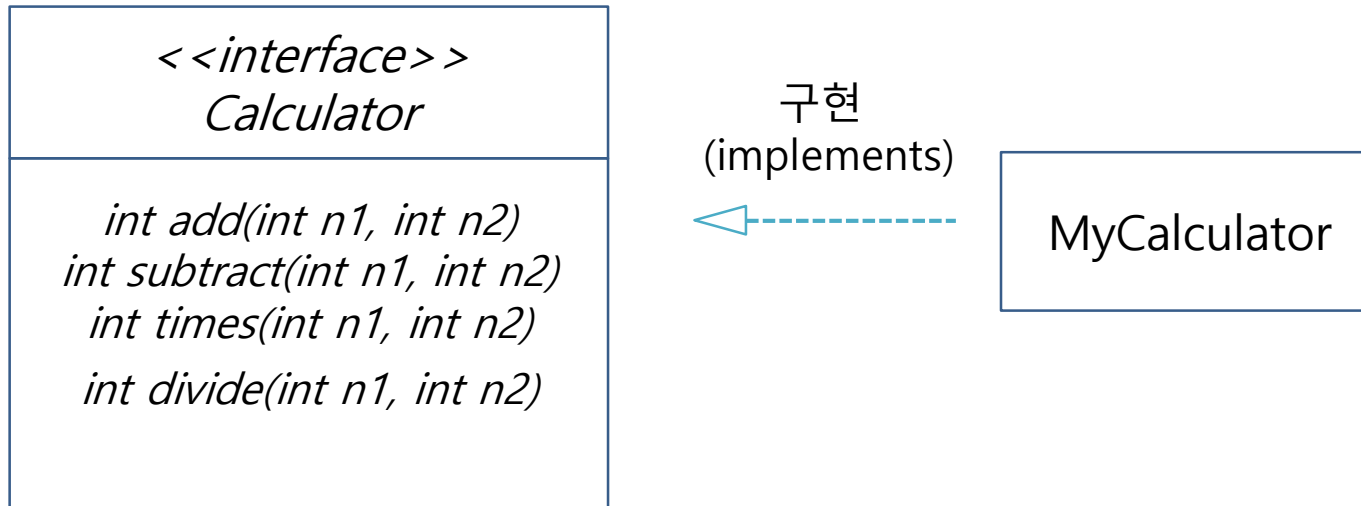 <<interface>>
Calculator
int add(int n1, int n2)
int subtract(int n1, int n2)
int times(int n1, int n2)
int divide(int n1, int n2)
구현
(implements)
MyCalculator